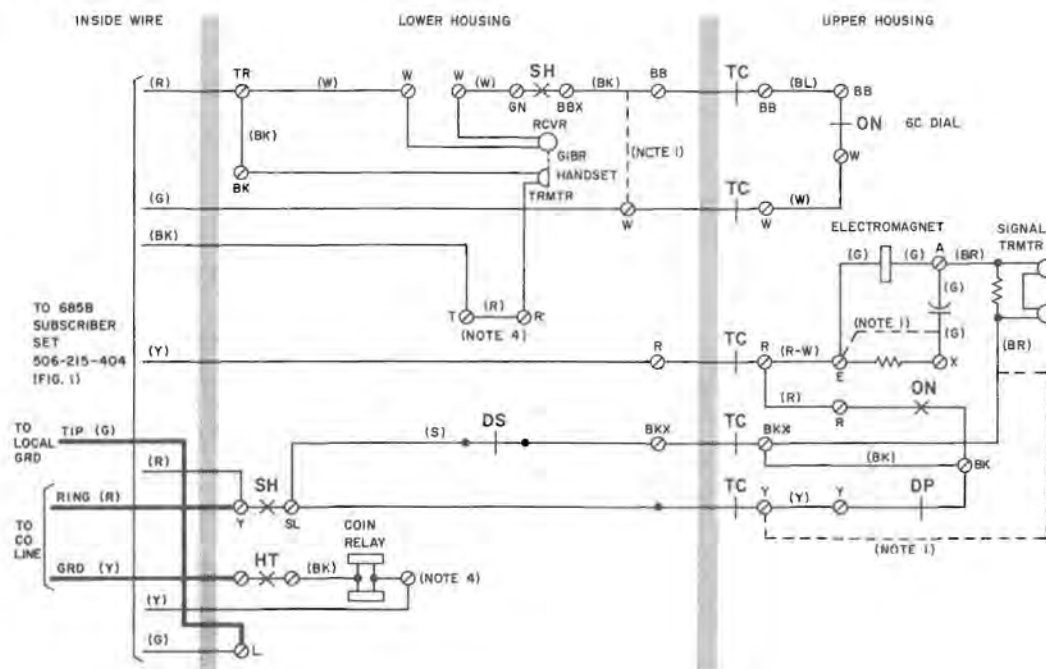 INSIDE WIRE
LOWER HOUSING
UPPER HOUSING
(R)
TR
(W)
W
W
(W)
GN
SH
BBX
(BK)
BB
TC
BB
(BL)
BB
ON
6C DIAL
W
(BK)
RCVR
GIBR
HANDSET
TRMTR
(NOTE 1)
BK
(G)
W
TC
W
(W)
(BK)
ELECTROMAGNET
SIGNAL
TRMTR
(G)
(G)
A
(BR)
(G)
T
(R)
R
(NOTE 4)
(NOTE 1)
(G)
(BR)
TO 685B
SUBSCRIBER
SET
506-215-404
(FIG. 1)
(Y)
R
TC
R
(R-W)
E
X
(R)
R
ON
TO
LOCAL
GRD
TIP (G)
(S)
DS
BKX
TC
BKX
(BK)
BK
(R)
RING (R)
Y
SH
SL
TC
Y
(Y)
Y
DP
TO
CO
LINE
COIN
RELAY
(NOTE 1)
GRD (Y)
HT
(BK)
(NOTE 4)
(Y)
(G)
L